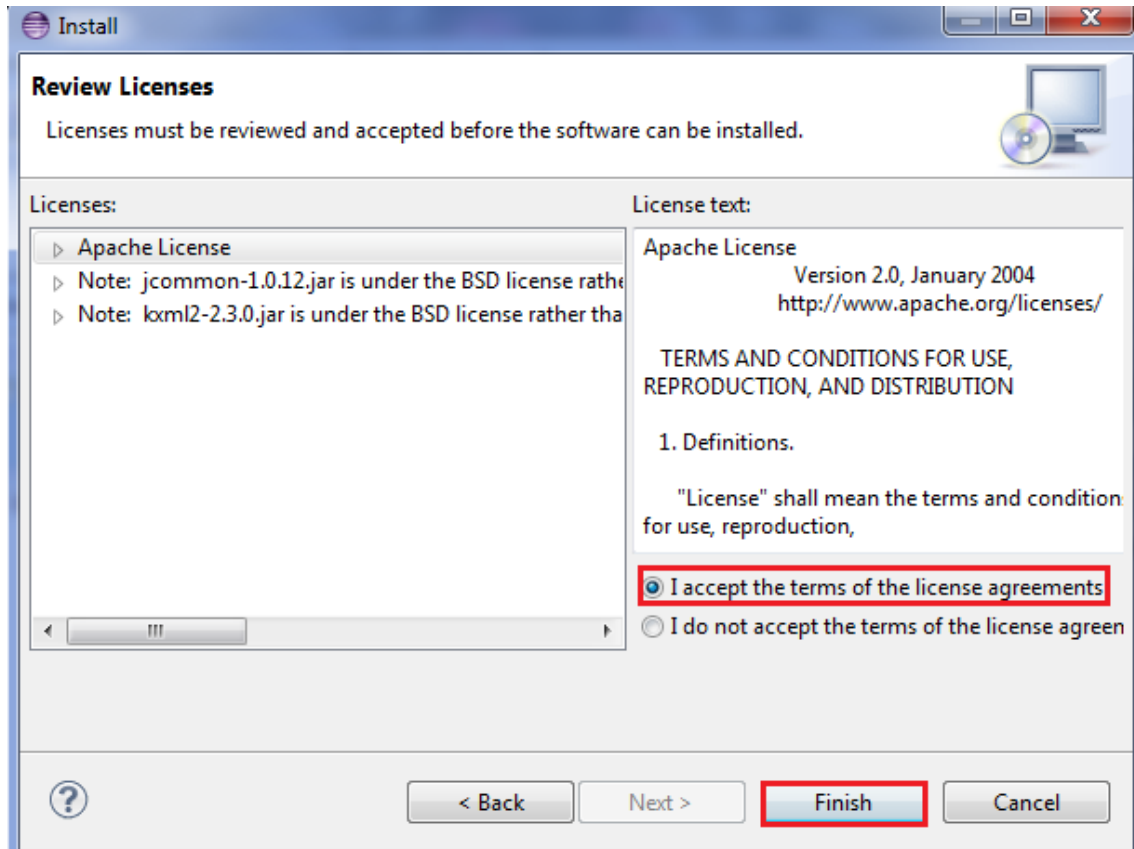 Install
Review Licenses
Licenses must be reviewed and accepted before the software can be installed.
Licenses:
Apache License
Note: jcommon-1.0.12.jar is under the BSD license rathe
Note: kxml2-2.3.0.jar is under the BSD license rather tha
License text:
Apache License
Version 2.0, January 2004
http://www.apache.org/licenses/
TERMS AND CONDITIONS FOR USE,
REPRODUCTION, AND DISTRIBUTION
1. Definitions.
"License" shall mean the terms and condition
for use, reproduction,
I accept the terms of the license agreements
I do not accept the terms of the license agreen
? < Back Next > Finish Cancel